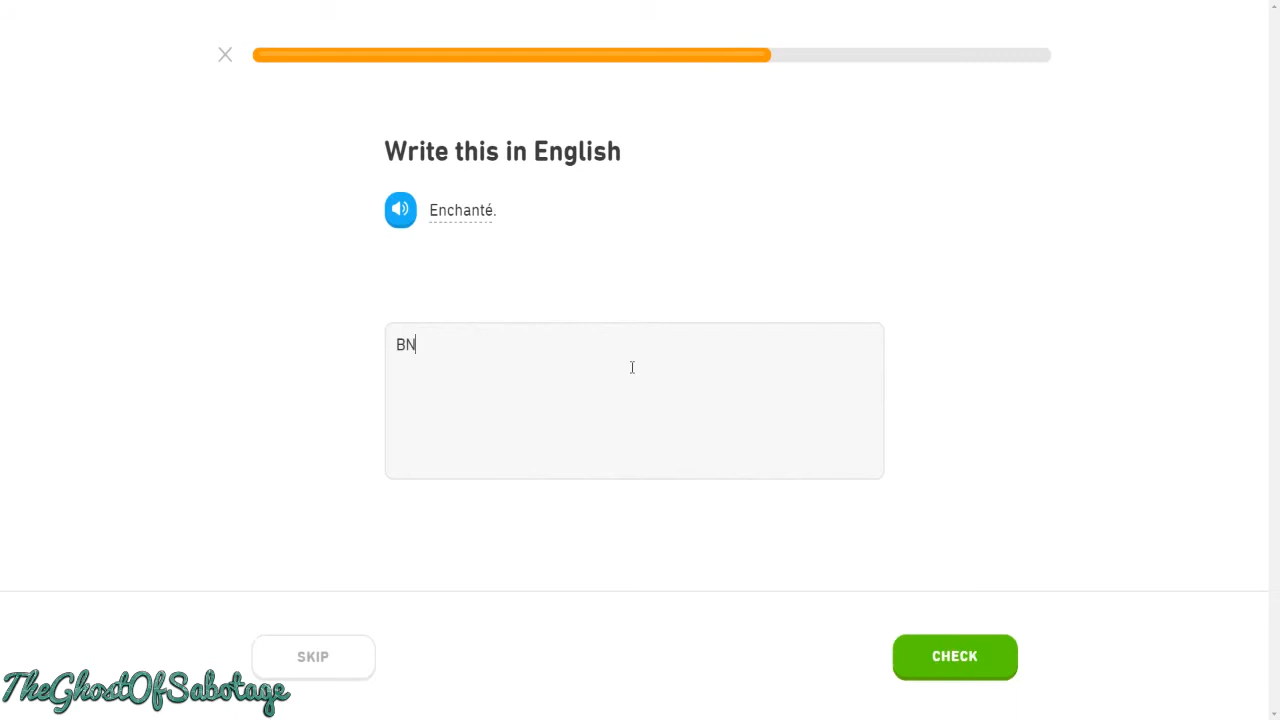 Write this in English
Enchanté.
BN
SKIP
CHECK
TheGhostOfSabotage